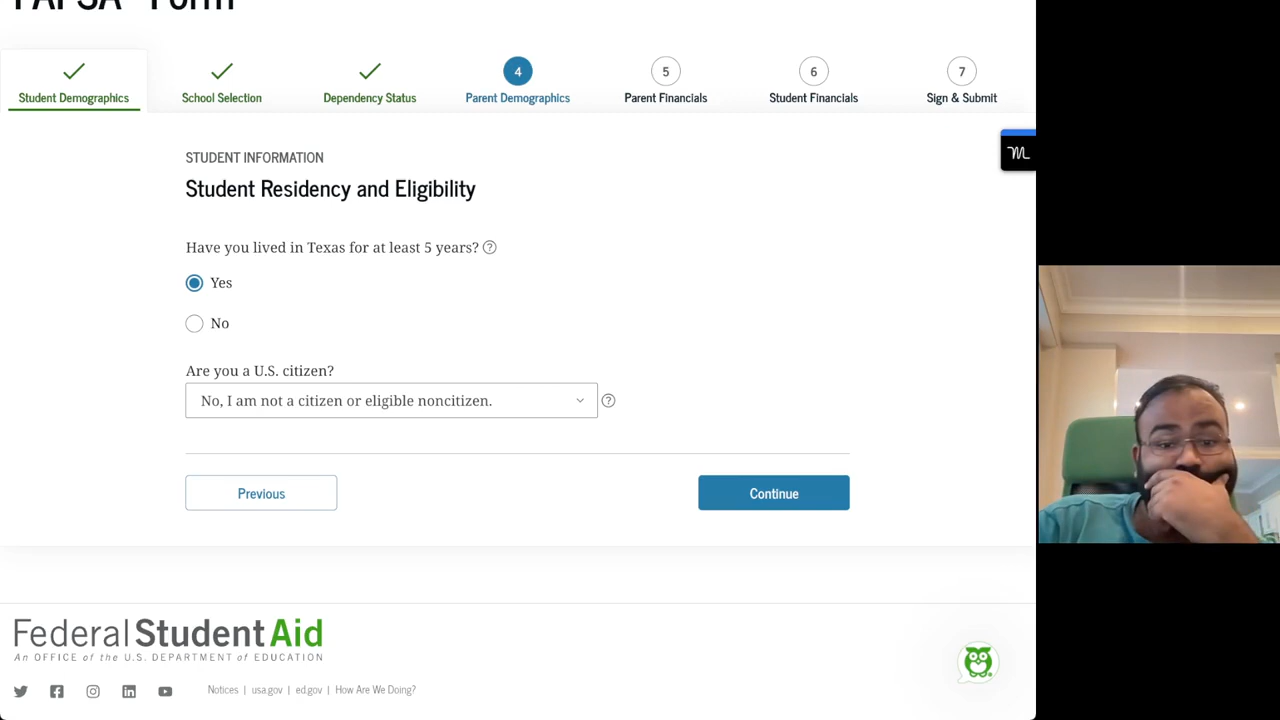 FAFSA® Form
4
5
6
7
Student Demographics
School Selection
Dependency Status
Parent Demographics
Parent Financials
Student Financials
Sign & Submit
STUDENT INFORMATION
Student Residency and Eligibility
Have you lived in Texas for at least 5 years? ?
Yes
No
Are you a U.S. citizen?
No, I am not a citizen or eligible noncitizen. ?
Previous
Continue
Federal Student Aid
An OFFICE of the U.S. DEPARTMENT of EDUCATION
Notices | usa.gov | ed.gov | How Are We Doing?